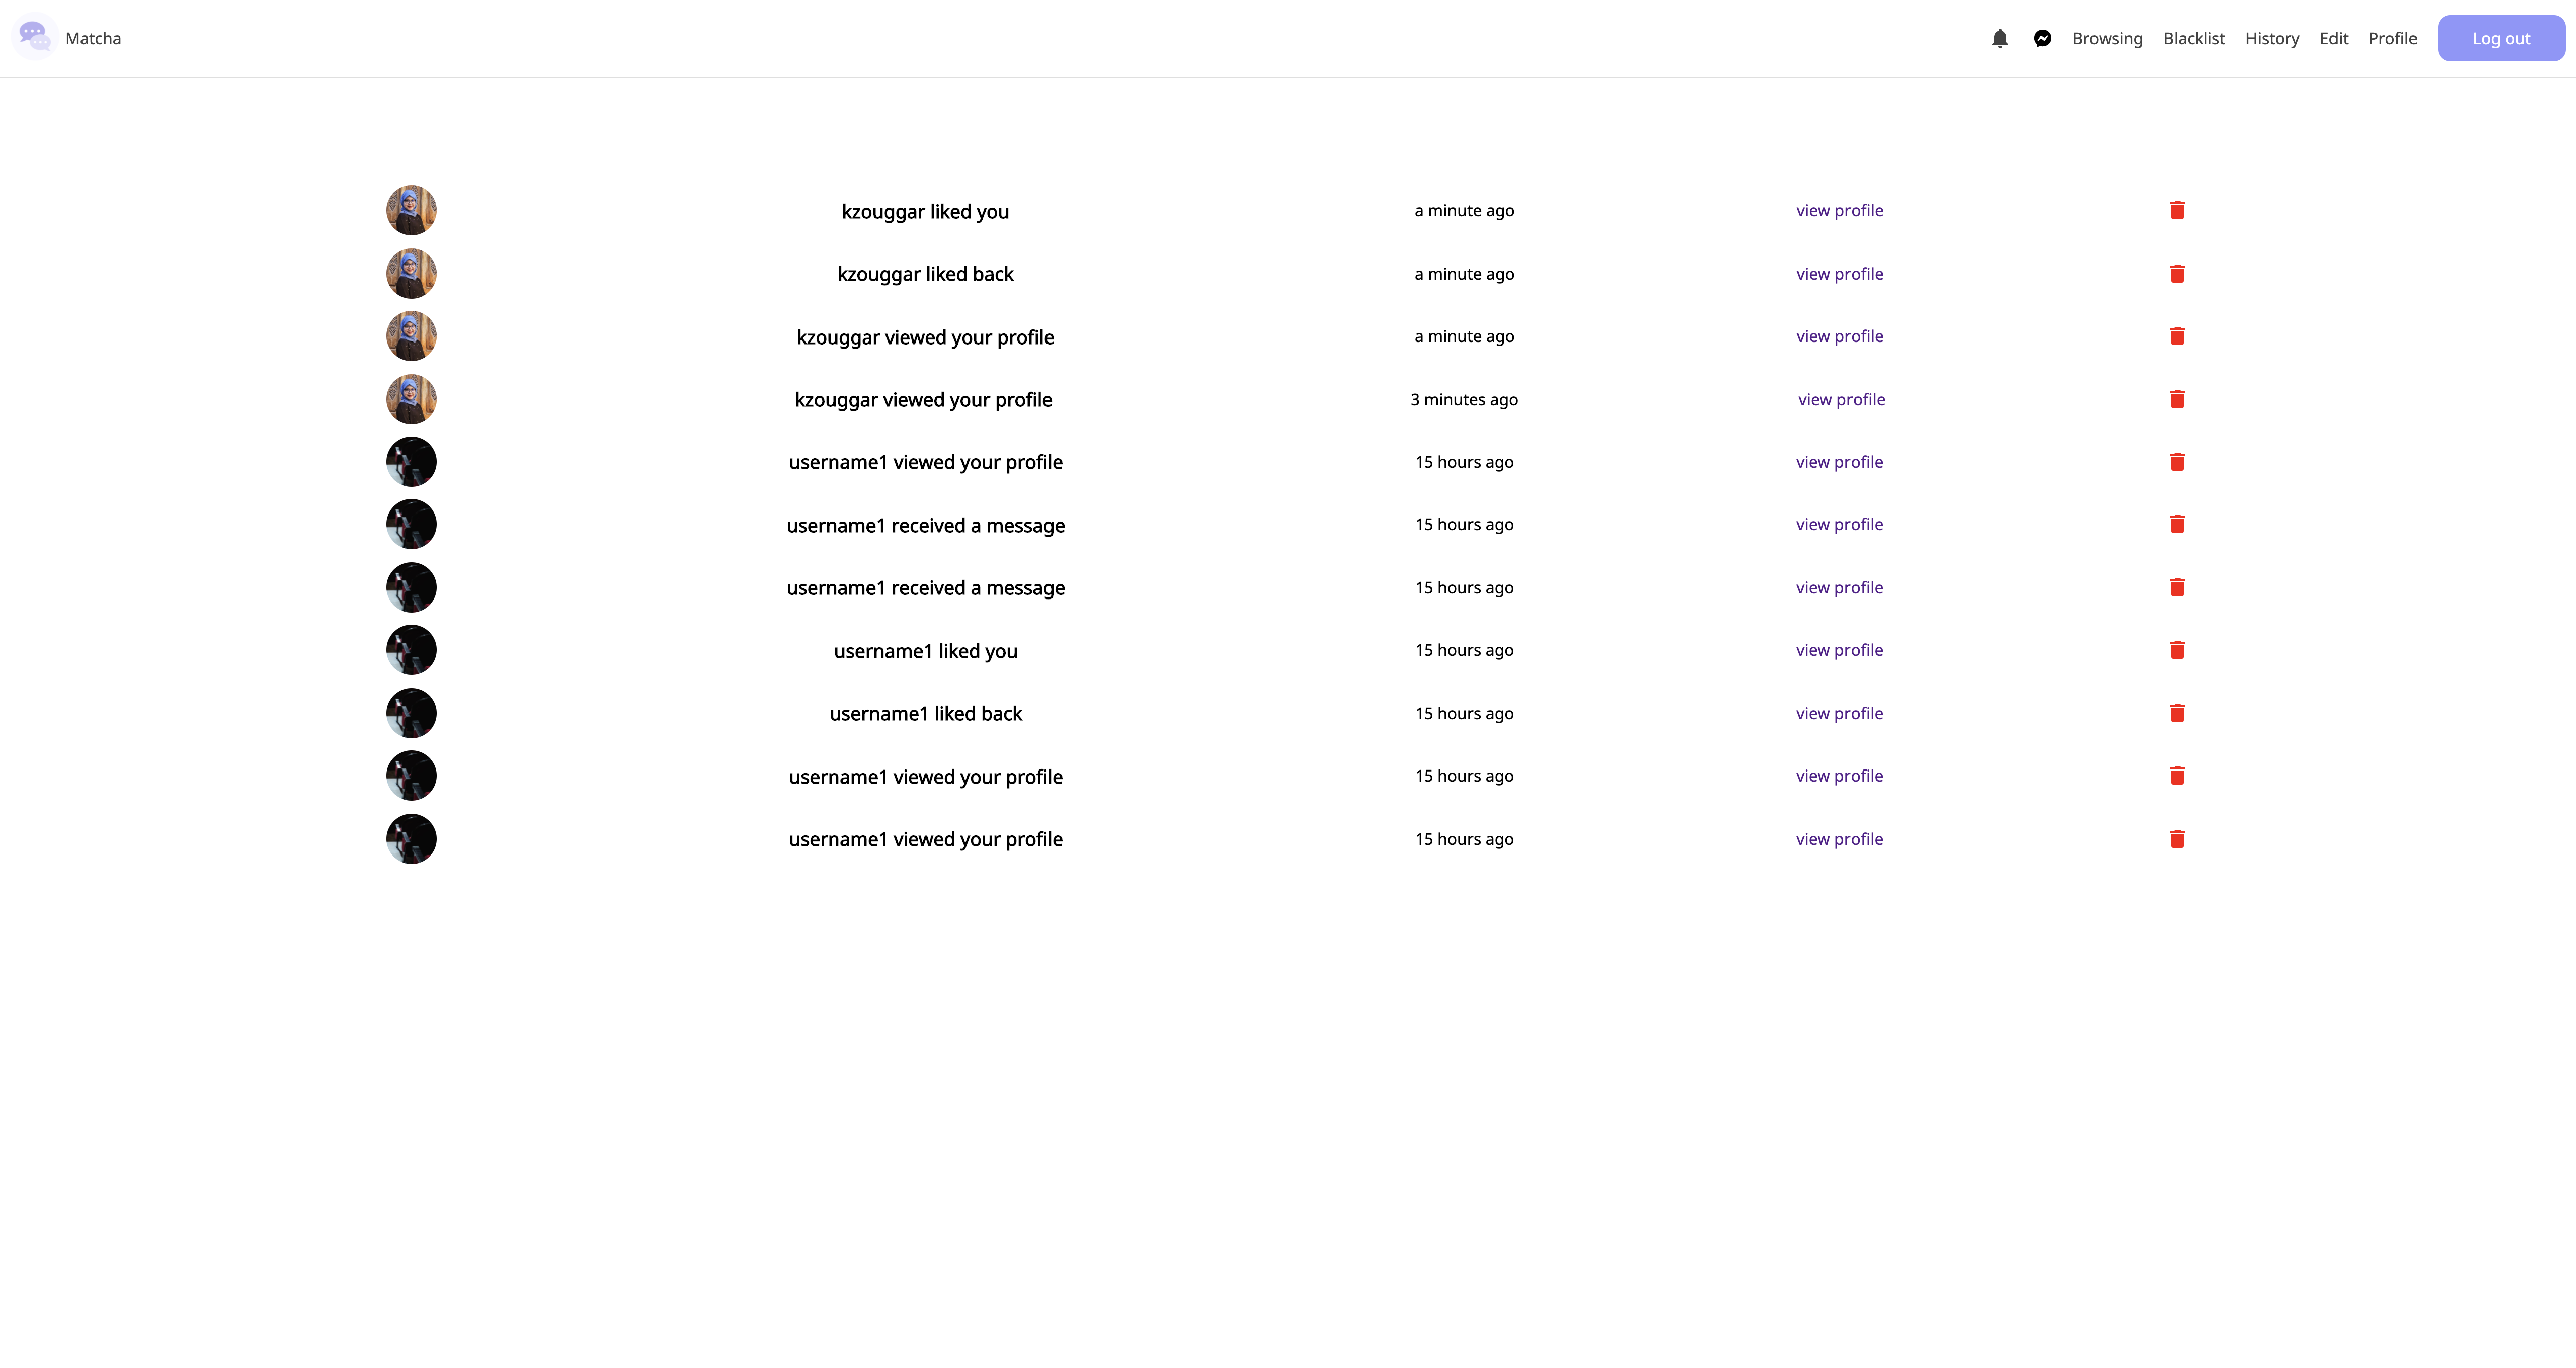 Matcha Browsing Blacklist History Edit Profile Log out
kzouggar liked you a minute ago view profile
kzouggar liked back a minute ago view profile
kzouggar viewed your profile a minute ago view profile
kzouggar viewed your profile 3 minutes ago view profile
username1 viewed your profile 15 hours ago view profile
username1 received a message 15 hours ago view profile
username1 received a message 15 hours ago view profile
username1 liked you 15 hours ago view profile
username1 liked back 15 hours ago view profile
username1 viewed your profile 15 hours ago view profile
username1 viewed your profile 15 hours ago view profile